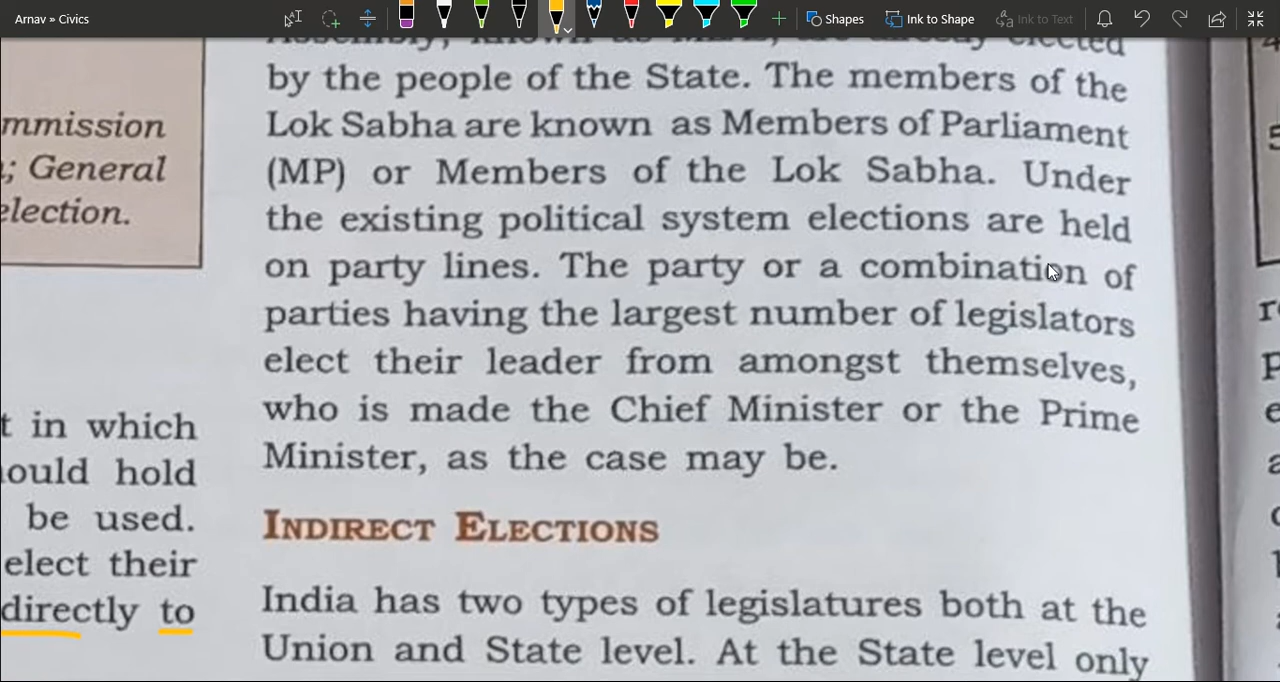 Arnav » Civics
Shapes
Ink to Shape
Ink to Text
mmission
; General
election.
t in which
ould hold
be used.
elect their
directly to
elected
by the people of the State. The members of the
Lok Sabha are known as Members of Parliament
(MP) or Members of the Lok Sabha. Under
the existing political system elections are held
on party lines. The party or a combination of
parties having the largest number of legislators
elect their leader from amongst themselves,
who is made the Chief Minister or the Prime
Minister, as the case may be.
INDIRECT ELECTIONS
India has two types of legislatures both at the
Union and State level. At the State level only